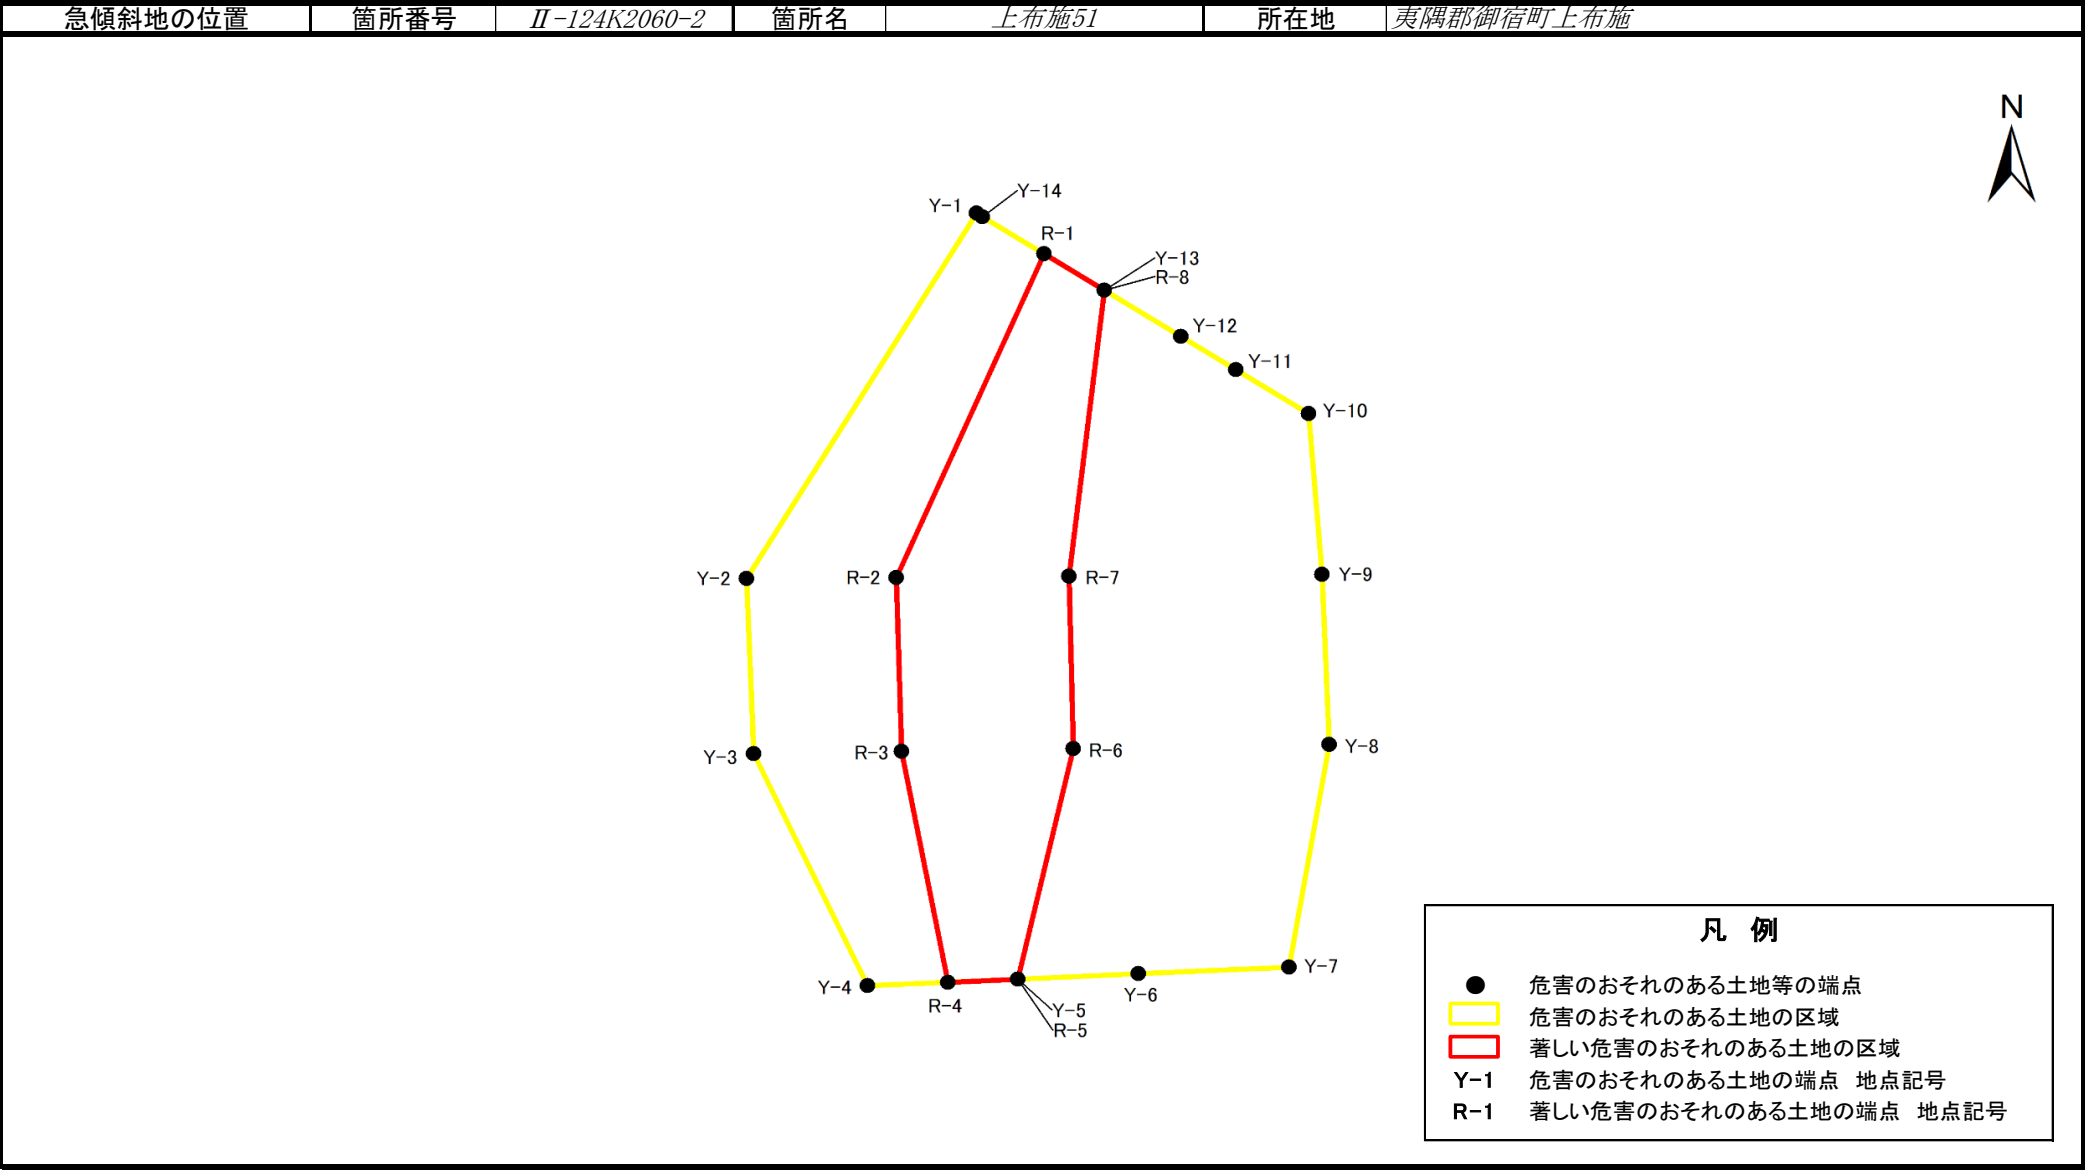 急傾斜地の位置 箇所番号 Ⅱ-124K2060-2 箇所名 上布施51 所在地 夷隅郡御宿町上布施
N
Y-14
Y-1
R-1
Y-13
R-8
Y-12
Y-11
Y-10
Y-9
Y-2
R-2
R-7
Y-8
R-6
R-3
Y-3
Y-7
Y-4
Y-6
R-4
Y-5
R-5
凡 例
危害のおそれのある土地等の端点
危害のおそれのある土地の区域
著しい危害のおそれのある土地の区域
Y-1 危害のおそれのある土地の端点 地点記号
R-1 著しい危害のおそれのある土地の端点 地点記号